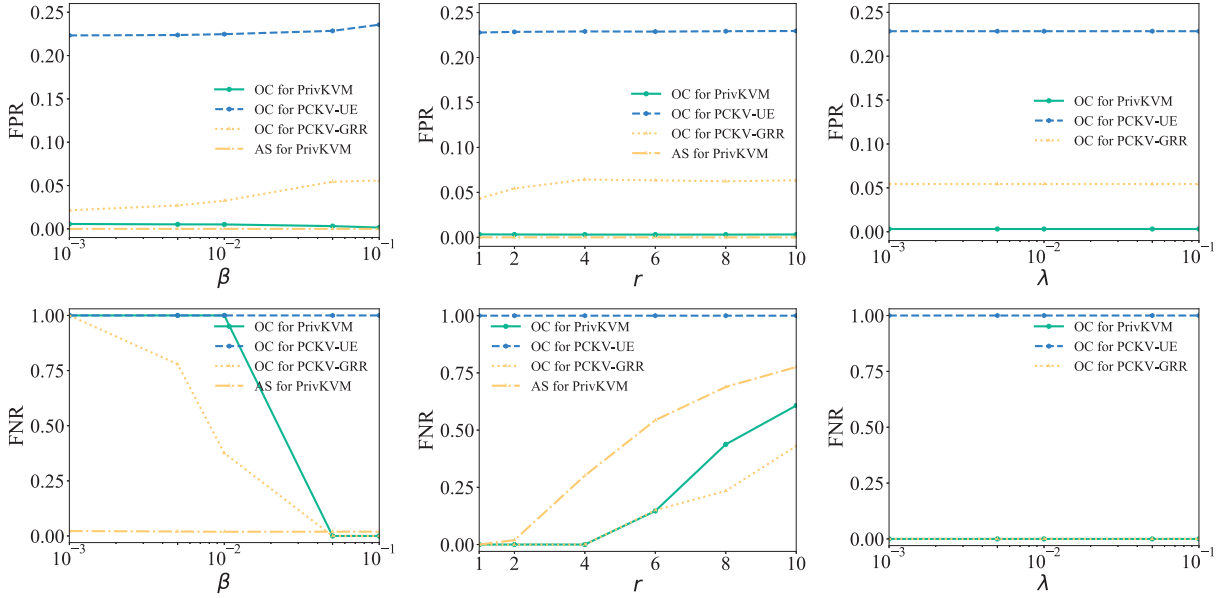 0.25
0.20
0.15
0.10
0.05
0.00
FPR
OC for PrivKVM
OC for PCKV-UE
OC for PCKV-GRR
AS for PrivKVM
10⁻³
10⁻²
10⁻¹
β
0.25
0.20
0.15
0.10
0.05
0.00
FPR
OC for PrivKVM
OC for PCKV-UE
OC for PCKV-GRR
AS for PrivKVM
1
2
4
6
8
10
r
0.25
0.20
0.15
0.10
0.05
0.00
FPR
OC for PrivKVM
OC for PCKV-UE
OC for PCKV-GRR
10⁻³
10⁻²
10⁻¹
λ
1.00
0.75
0.50
0.25
0.00
FNR
OC for PrivKVM
OC for PCKV-UE
OC for PCKV-GRR
AS for PrivKVM
10⁻³
10⁻²
10⁻¹
β
1.00
0.75
0.50
0.25
0.00
FNR
OC for PrivKVM
OC for PCKV-UE
OC for PCKV-GRR
AS for PrivKVM
1
2
4
6
8
10
r
1.00
0.75
0.50
0.25
0.00
FNR
OC for PrivKVM
OC for PCKV-UE
OC for PCKV-GRR
10⁻³
10⁻²
10⁻¹
λ